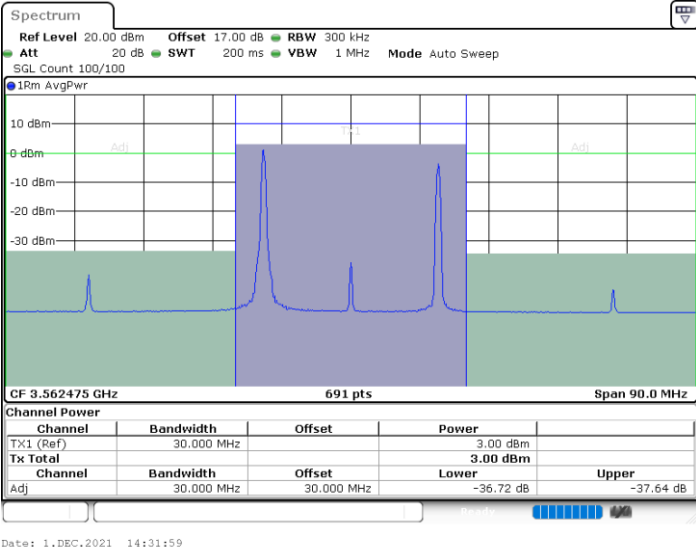 Spectrum
Ref Level 20.00 dBm Offset 17.00 dB RBW 300 kHz
Att 20 dB SWT 200 ms VBW 1 MHz Mode Auto Sweep
SGL Count 100/100
1Rm AvgPwr
10 dBm
TX1
0 dBm Adj Adj
-10 dBm
-20 dBm
-30 dBm
CF 3.562475 GHz 691 pts Span 90.0 MHz
Channel Power
Channel Bandwidth Offset Power
TX1 (Ref) 30.000 MHz 3.00 dBm
Tx Total 3.00 dBm
Channel Bandwidth Offset Lower Upper
Adj 30.000 MHz 30.000 MHz -36.72 dB -37.64 dB
Ready
Date: 1.DEC.2021 14:31:59